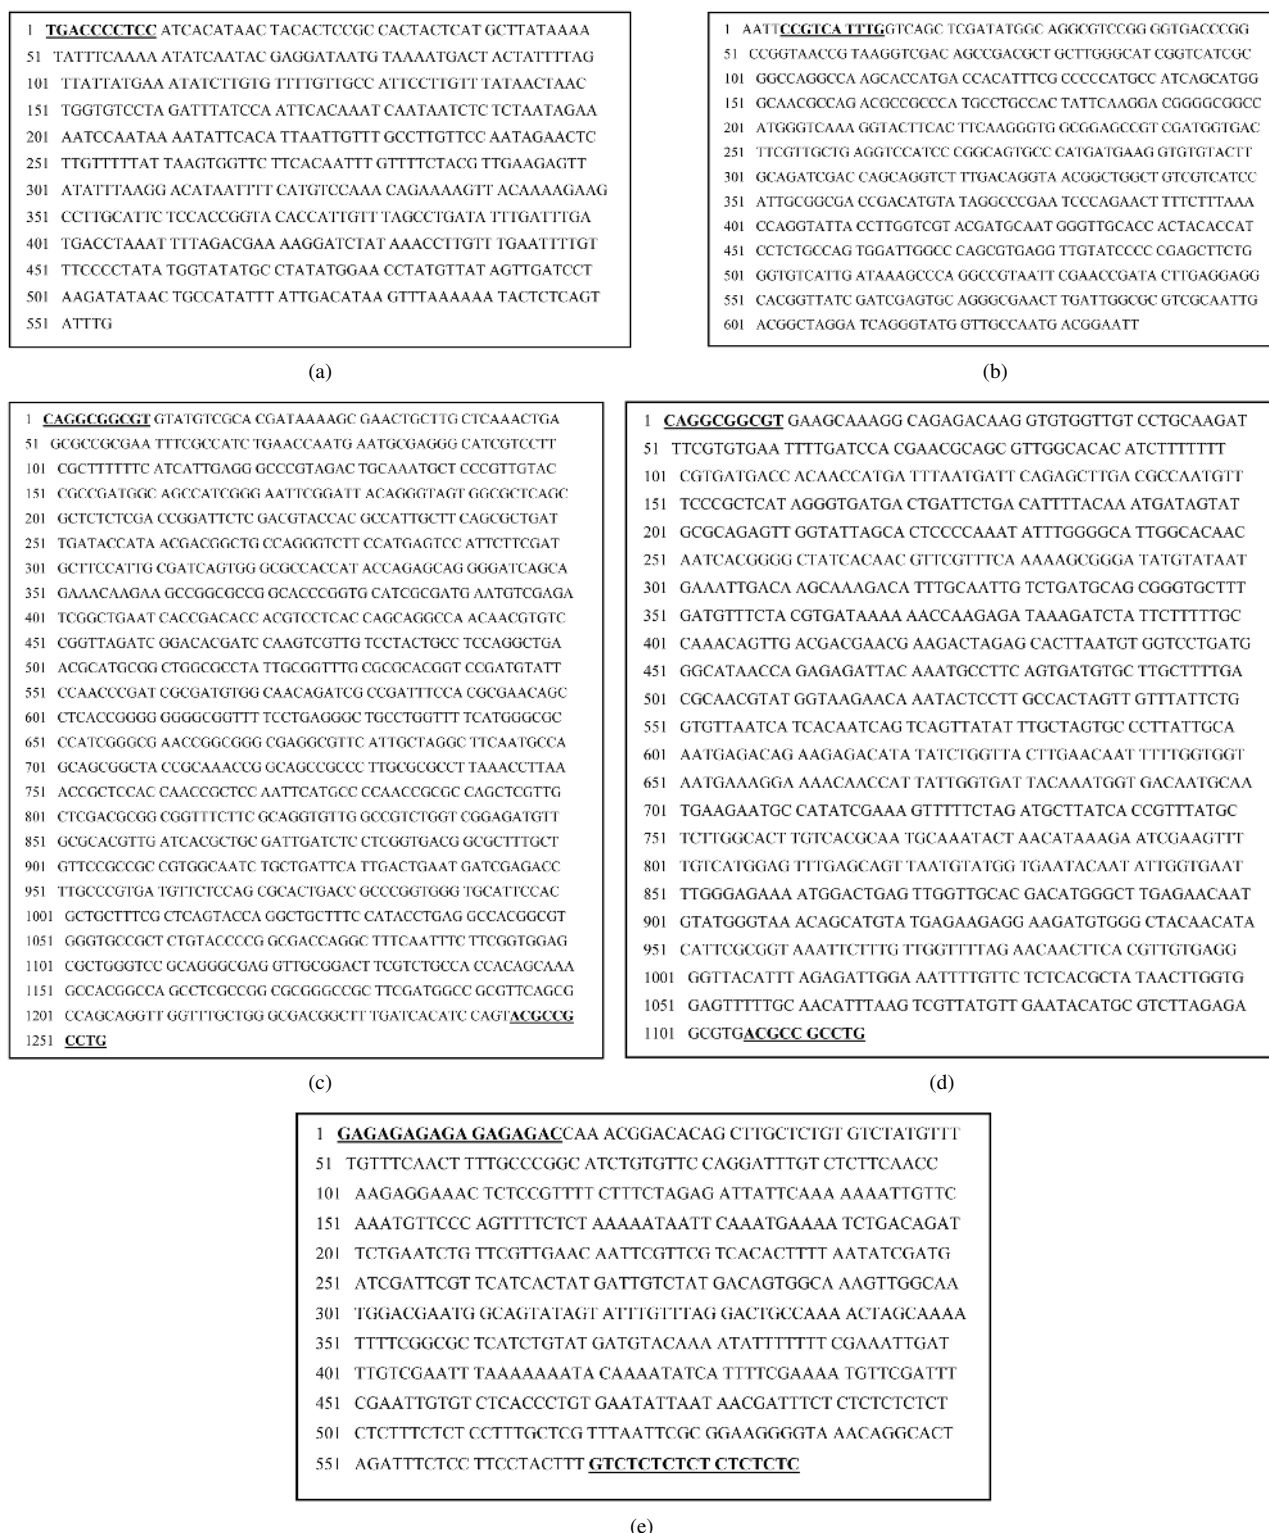 1 TGACCCCTCC ATCACATAAC TACACTCCGC CACTACTCAT GCTTATAAAA
51 TATTTCAAAA ATATCAATAC GAGGATAATG TAAAATGACT ACTATTTTAG
101 TTATTATGAA ATATCTTGTG TTTTGTTGCC ATTCCTTGTT TATAACTAAC
151 TGGTGTCCTA GATTTATCCA ATTCACAAAT CAATAATCTC TCTAATAGAA
201 AATCCAATAA AATATTCACA TTAATTGTTT GCCTTGTTCC AATAGAACTC
251 TTGTTTTTAT TAAGTGGTTC TTCACAATTT GTTTTCTACG TTGAAGAGTT
301 ATATTTAAGG ACATAATTTT CATGTCCAAA CAGAAAAGTT ACAAAAGAAG
351 CCTTGCATTC TCCACCGGTA CACCATTGTT TAGCCTGATA TTTGATTTGA
401 TGACCTAAAT TTTAGACGAA AAGGATCTAT AAACCTTGTT TGAATTTTGT
451 TTCCCCTATA TGGTATATGC CTATATGGAA CCTATGTTAT AGTTGATCCT
501 AAGATATAAC TGCCATATTT ATTGACATAA GTTTAAAAAA TACTCTCAGT
551 ATTTG
(a)
1 AATTCCGTCA TTTGGTCAGC TCGATATGGC AGGCGTCCGG GGTGACCCGG
51 CCGGTAACCG TAAGGTCGAC AGCCGACGCT GCTTGGGCAT CGGTCATCGC
101 GGCCAGGCCA AGCACCATGA CCACATTTCG CCCCCATGCC ATCAGCATGG
151 GCAACGCCAG ACGCCGCCCA TGCCTGCCAC TATTCAAGGA CGGGGCGGCC
201 ATGGGTCAAA GGTACTTCAC TTCAAGGGTG GCGGAGCCGT CGATGGTGAC
251 TTCGTTGCTG AGGTCCATCC CGGCAGTGCC CATGATGAAG GTGTGTACTT
301 GCAGATCGAC CAGCAGGTCT TTGACAGGTA ACGGCTGGCT GTCGTCATCC
351 ATTGCGGCGA CCGACATGTA TAGGCCCGAA TCCCAGAACT TTTCTTTAAA
401 CCAGGTATTA CCTTGGTCGT ACGATGCAAT GGGTTGCACC ACTACACCAT
451 CCTCTGCCAG TGGATTGGCC CAGCGTGAGG TTGTATCCCC CGAGCTTCTG
501 GGTGTCATTG ATAAAGCCCA GGCCGTAATT CGAACCGATA CTTGAGGAGG
551 CACGGTTATC GATCGAGTGC AGGGCGAACT TGATTGGCGC GTCGCAATTG
601 ACGGCTAGGA TCAGGGTATG GTTGCCAATG ACGGAATT
(b)
1 CAGGCGGCGT GTATGTCGCA CGATAAAAGC GAACTGCTTG CTCAAACTGA
51 GCGCCGCGAA TTTCGCCATC TGAACCAATG AATGCGAGGG CATCGTCCTT
101 CGCTTTTTTC ATCATTGAGG GCCCGTAGAC TGCAAATGCT CCCGTTGTAC
151 CGCCGATGGC AGCCATCGGG AATTCGGATT ACAGGGTAGT GGCGCTCAGC
201 GCTCTCTCGA CCGGATTCTC GACGTACCAC GCCATTGCTT CAGCGCTGAT
251 TGATACCATA ACGACGGCTG CCAGGGTCTT CCATGAGTCC ATTCTTCGAT
301 GCTTCCATTG CGATCAGTGG GCGCCACCAT ACCAGAGCAG GGGATCAGCA
351 GAAACAAGAA GCCGGCGCCG GCACCCGGTG CATCGCGATG AATGTCGAGA
401 TCGGCTGAAT CACCGACACC ACGTCCTCAC CAGCAGGCCA ACAACGTGTC
451 CGGTTAGATC GGACACGATC CAAGTCGTTG TCCTACTGCC TCCAGGCTGA
501 ACGCATGCGG CTGGCGCCTA TTGCGGTTTG CGCGCACGGT CCGATGTATT
551 CCAACCCGAT CGCGATGTGG CAACAGATCG CCGATTTCCA CGCGAACAGC
601 CTCACCGGGG GGGGCGGTTT TCCTGAGGGC TGCCTGGTTT TCATGGGCGC
651 CCATCGGGCG AACCGGCGGG CGAGGCGTTC ATTGCTAGGC TTCAATGCCA
701 GCAGCGGCTA CCGCAAACCG GCAGCCGCCC TTGCGCGCCT TAAACCTTAA
751 ACCGCTCCAC CAACCGCTCC AATTCATGCC CCAACCGCGC CAGCTCGTTG
801 CTCGACGCGG CGGTTTCTTC GCAGGTGTTG GCCGTCTGGT CGGAGATGTT
851 GCGCACGTTG ATCACGCTGC GATTGATCTC CTCGGTGACG GCGCTTTGCT
901 GTTCCGCCGC CGTGGCAATC TGCTGATTCA TTGACTGAAT GATCGAGACC
951 TTGCCCGTGA TGTTCTCCAG CGCACTGACC GCCCGGTGGG TGCATTCCAC
1001 GCTGCTTTCG CTCAGTACCA GGCTGCTTTC CATACCTGAG GCCACGGCGT
1051 GGGTGCCGCT CTGTACCCCG GCGACCAGGC TTTCAATTTC TTCGGTGGAG
1101 CGCTGGGTCC GCAGGGCGAG GTTGCGGACT TCGTCTGCCA CCACAGCAAA
1151 GCCACGGCCA GCCTCGCCGG CGCGGGCCGC TTCGATGGCC GCGTTCAGCG
1201 CCAGCAGGTT GGTTTGCTGG GCGACGGCTT TGATCACATC CAGTACGCCG
1251 CCTG
(c)
1 CAGGCGGCGT GAAGCAAAGG CAGAGACAAG GTGTGGTTGT CCTGCAAGAT
51 TTCGTGTGAA TTTTGATCCA CGAACGCAGC GTTGGCACAC ATCTTTTTTT
101 CGTGATGACC ACAACCATGA TTTAATGATT CAGAGCTTGA CGCCAATGTT
151 TCCCGCTCAT AGGGTGATGA CTGATTCTGA CATTTTACAA ATGATAGTAT
201 GCGCAGAGTT GGTATTAGCA CTCCCCAAAT ATTTGGGGCA TTGGCACAAC
251 AATCACGGGG CTATCACAAC GTTCGTTTCA AAAAGCGGGA TATGTATAAT
301 GAAATTGACA AGCAAAGACA TTTGCAATTG TCTGATGCAG CGGGTGCTTT
351 GATGTTTCTA CGTGATAAAA AACCAAGAGA TAAAGATCTA TTCTTTTTGC
401 CAAACAGTTG ACGACGAACG AAGACTAGAG CACTTAATGT GGTCCTGATG
451 GGCATAACCA GAGAGATTAC AAATGCCTTC AGTGATGTGC TTGCTTTTGA
501 CGCAACGTAT GGTAAGAACA AATACTCCTT GCCACTAGTT GTTTATTCTG
551 GTGTTAATCA TCACAATCAG TCAGTTATAT TTGCTAGTGC CCTTATTGCA
601 AATGAGACAG AAGAGACATA TATCTGGTTA CTTGAACAAT TTTTGGTGGT
651 AATGAAAGGA AAACAACCAT TATTGGTGAT TACAAATGGT GACAATGCAA
701 TGAAGAATGC CATATCGAAA GTTTTTCTAG ATGCTTATCA CCGTTTATGC
751 TCTTGGCACT TGTCACGCAA TGCAAATACT AACATAAAGA ATCGAAGTTT
801 TGTCATGGAG TTTGAGCAGT TAATGTATGG TGAATACAAT ATTGGTGAAT
851 TTGGGAGAAA ATGGACTGAG TTGGTTGCAC GACATGGGCT TGAGAACAAT
901 GTATGGGTAA ACAGCATGTA TGAGAAGAGG AAGATGTGGG CTACAACATA
951 CATTCGCGGT AAATTCTTTG TTGGTTTTAG AACAACTTCA CGTTGTGAGG
1001 GGTTACATTT AGAGATTGGA AATTTTGTTC TCTCACGCTA TAACTTGGTG
1051 GAGTTTTTGC AACATTTAAG TCGTTATGTT GAATACATGC GTCTTAGAGA
1101 GCGTGACGCC GCCTG
(d)
1 GAGAGAGAGA GAGAGACCAA ACGGACACAG CTTGCTCTGT GTCTATGTTT
51 TGTTTCAACT TTTGCCCGGC ATCTGTGTTC CAGGATTTGT CTCTTCAACC
101 AAGAGGAAAC TCTCCGTTTT CTTTCTAGAG ATTATTCAAA AAAATTGTTC
151 AAATGTTCCC AGTTTTCTCT AAAAATAATT CAAATGAAAA TCTGACAGAT
201 TCTGAATCTG TTCGTTGAAC AATTCGTTCG TCACACTTTT AATATCGATG
251 ATCGATTCGT TCATCACTAT GATTGTCTAT GACAGTGGCA AAGTTGGCAA
301 TGGACGAATG GCAGTATAGT ATTTGTTTAG GACTGCCAAA ACTAGCAAAA
351 TTTTCGGCGC TCATCTGTAT GATGTACAAA ATATTTTTTT CGAAATTGAT
401 TTGTCGAATT TAAAAAAATA CAAAATATCA TTTTCGAAAA TGTTCGATTT
451 CGAATTGTGT CTCACCCTGT GAATATTAAT AACGATTTCT CTCTCTCTCT
501 CTCTTTCTCT CCTTTGCTCG TTTAATTCGC GGAAGGGGTA AACAGGCACT
551 AGATTTCTCC TTCCTACTTT GTCTCTCTCT CTCTCTC
(e)